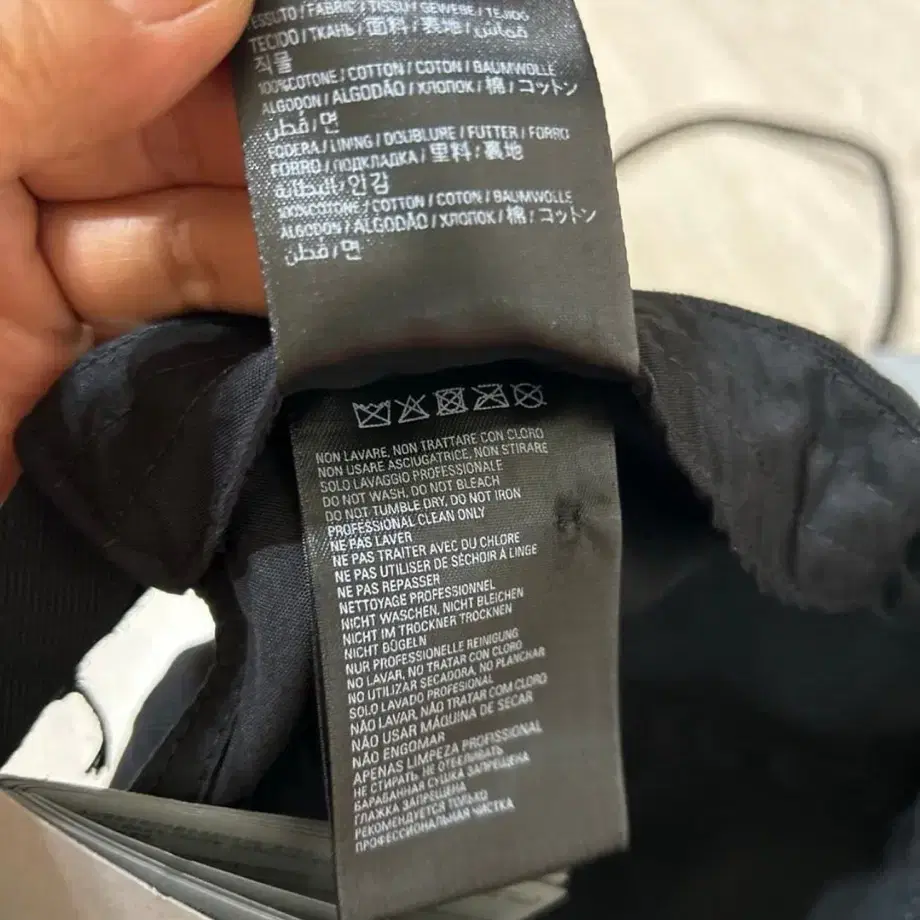 ESSUTO / FABRIC / TISSU / GEWEBE / TEJIDO
TECIDO / ТКАНЬ / 面料 / 表地 / قماش
직물
100%COTONE / COTTON / COTON / BAUMWOLLE
ALGODON / ALGODÃO / ХЛОПОК / 棉 / コットン
قطن / 면
FODERA / LINING / DOUBLURE / FUTTER / FORRO
FORRO / ПОДКЛАДКА / 里料 / 裏地
البطانة / 안감
100%COTONE / COTTON / COTON / BAUMWOLLE
ALGODON / ALGODÃO / ХЛОПОК / 棉 / コットン
قطن / 면
NON LAVARE, NON TRATTARE CON CLORO
NON USARE ASCIUGATRICE, NON STIRARE
SOLO LAVAGGIO PROFESSIONALE
DO NOT WASH, DO NOT BLEACH
DO NOT TUMBLE DRY, DO NOT IRON
PROFESSIONAL CLEAN ONLY
NE PAS LAVER
NE PAS TRAITER AVEC DU CHLORE
NE PAS UTILISER DE SÉCHOIR À LINGE
NE PAS REPASSER
NETTOYAGE PROFESSIONNEL
NICHT WASCHEN, NICHT BLEICHEN
NICHT IM TROCKNER TROCKNEN
NICHT BÜGELN
NUR PROFESSIONELLE REINIGUNG
NO LAVAR, NO TRATAR CON CLORO
NO UTILIZAR SECADORA, NO PLANCHAR
SOLO LAVADO PROFESIONAL
NÃO LAVAR, NÃO TRATAR COM CLORO
NÃO USAR MÁQUINA DE SECAR
NÃO ENGOMAR
APENAS LIMPEZA PROFISSIONAL
НЕ СТИРАТЬ, НЕ ОТБЕЛИВАТЬ
БАРАБАННАЯ СУШКА ЗАПРЕЩЕНА
ГЛАЖКА ЗАПРЕЩЕНА
РЕКОМЕНДУЕТСЯ ТОЛЬКО
ПРОФЕССИОНАЛЬНАЯ ЧИСТКА